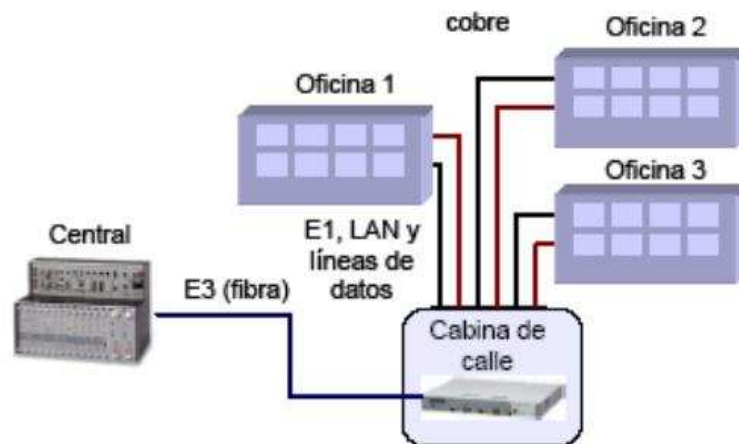 cobre
Oficina 2
Oficina 1
Oficina 3
E1, LAN y
líneas de
datos
Central
E3 (fibra)
Cabina de
calle